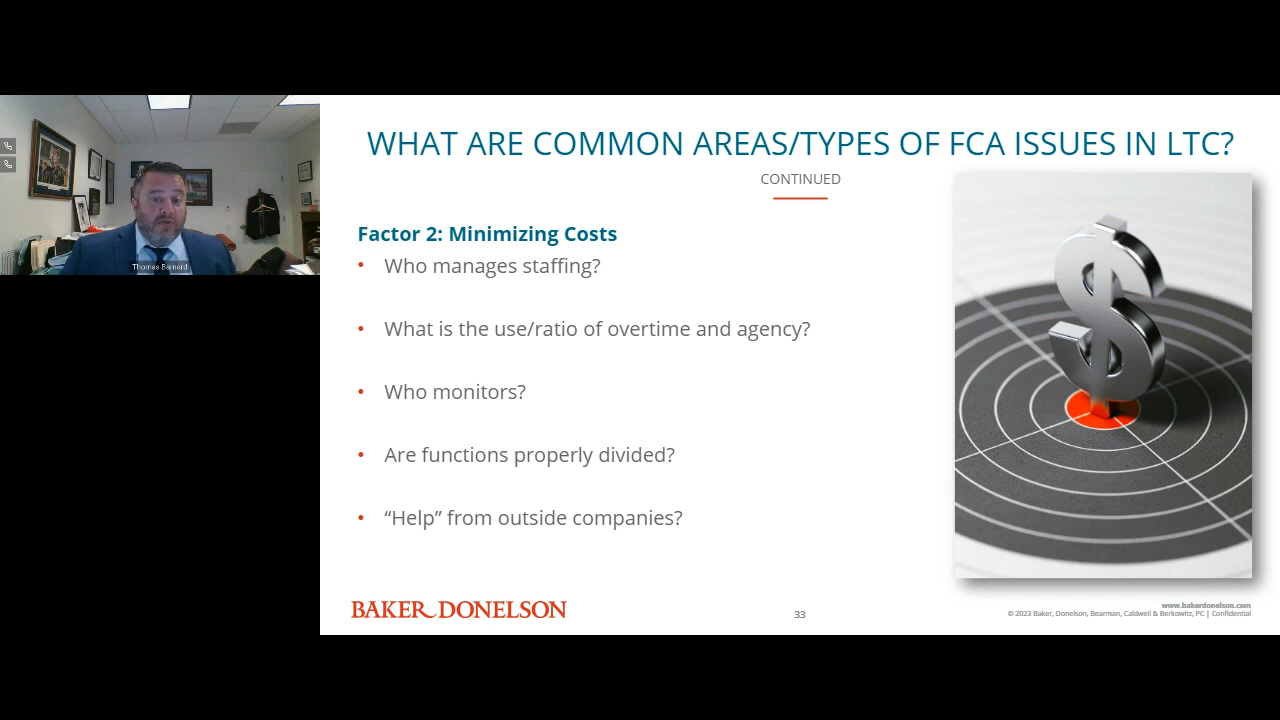 Thomas Barnard
WHAT ARE COMMON AREAS/TYPES OF FCA ISSUES IN LTC?
CONTINUED
Factor 2: Minimizing Costs
• Who manages staffing?
• What is the use/ratio of overtime and agency?
• Who monitors?
• Are functions properly divided?
• “Help” from outside companies?
BAKER DONELSON
33
www.bakerdonelson.com
© 2023 Baker, Donelson, Bearman, Caldwell & Berkowitz, PC | Confidential